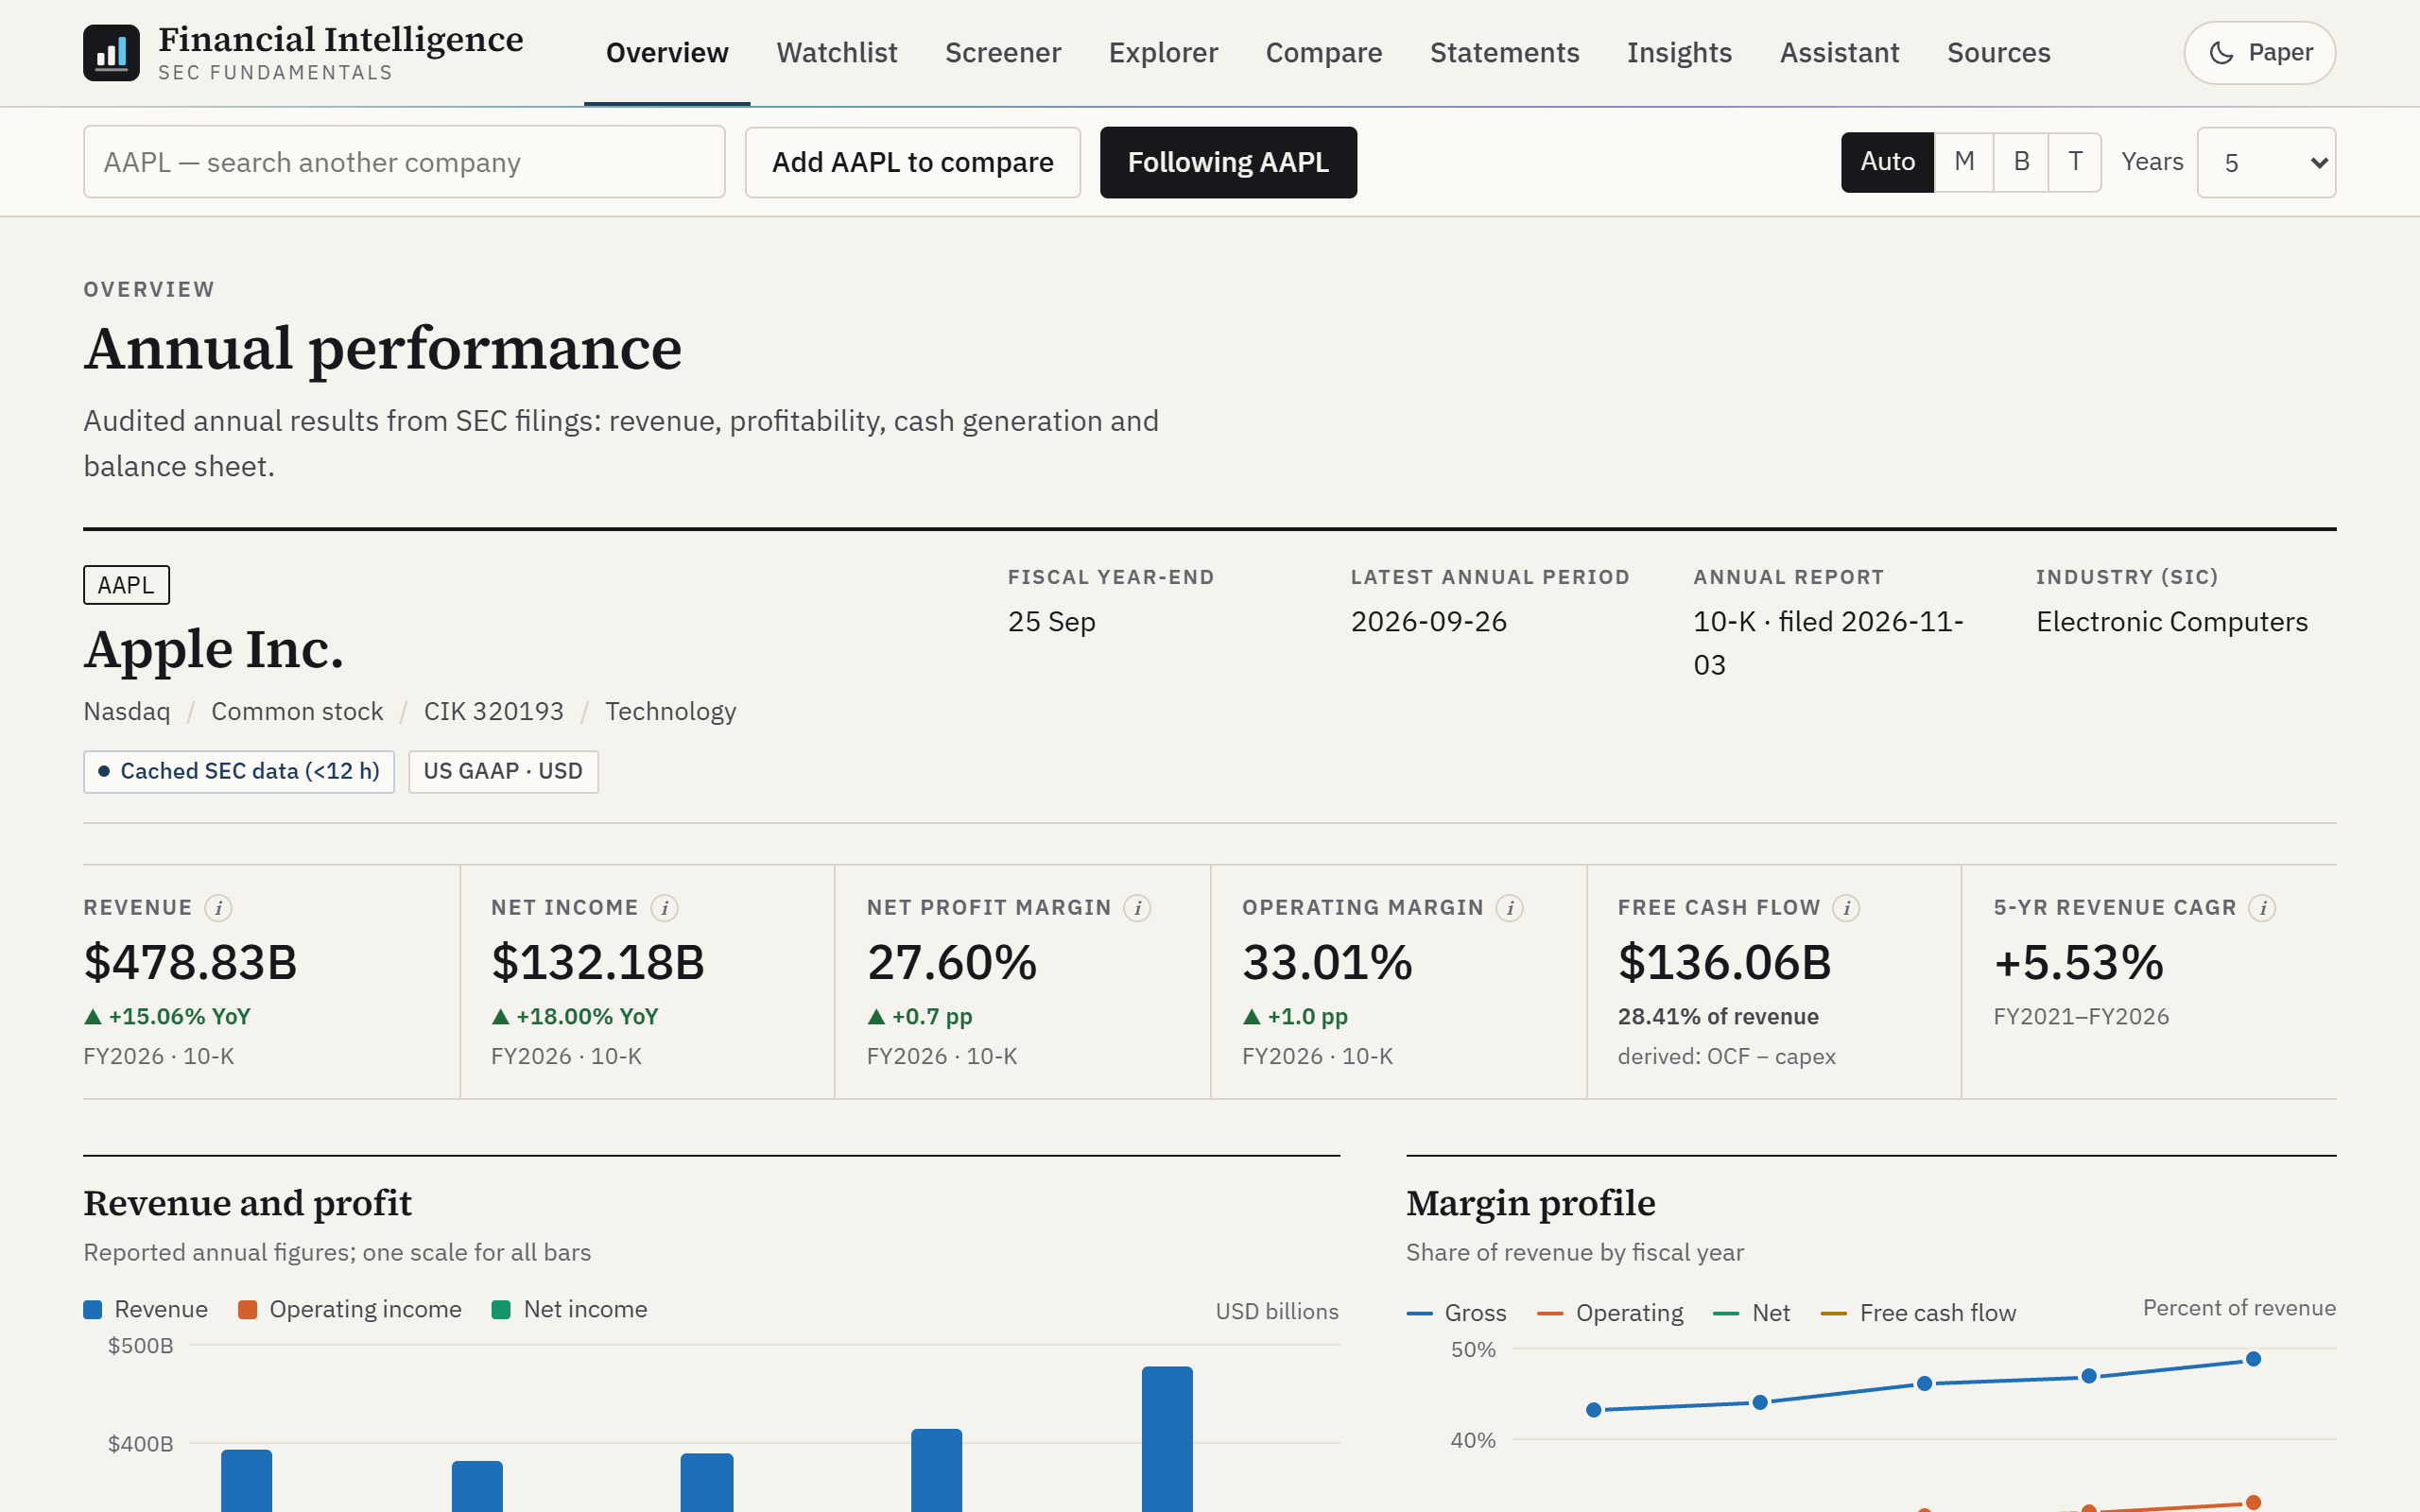 Financial Intelligence
SEC FUNDAMENTALS
Overview
Watchlist
Screener
Explorer
Compare
Statements
Insights
Assistant
Sources
Paper
AAPL — search another company
Add AAPL to compare
Following AAPL
Auto
M
B
T
Years
5
OVERVIEW
Annual performance
Audited annual results from SEC filings: revenue, profitability, cash generation and
balance sheet.
AAPL
Apple Inc.
Nasdaq / Common stock / CIK 320193 / Technology
Cached SEC data (<12 h)
US GAAP · USD
FISCAL YEAR-END
25 Sep
LATEST ANNUAL PERIOD
2026-09-26
ANNUAL REPORT
10-K · filed 2026-11-
03
INDUSTRY (SIC)
Electronic Computers
REVENUE i
$478.83B
▲ +15.06% YoY
FY2026 · 10-K
NET INCOME i
$132.18B
▲ +18.00% YoY
FY2026 · 10-K
NET PROFIT MARGIN i
27.60%
▲ +0.7 pp
FY2026 · 10-K
OPERATING MARGIN i
33.01%
▲ +1.0 pp
FY2026 · 10-K
FREE CASH FLOW i
$136.06B
28.41% of revenue
derived: OCF − capex
5-YR REVENUE CAGR i
+5.53%
FY2021–FY2026
Revenue and profit
Reported annual figures; one scale for all bars
Revenue
Operating income
Net income
USD billions
$500B
$400B
Margin profile
Share of revenue by fiscal year
Gross
Operating
Net
Free cash flow
Percent of revenue
50%
40%